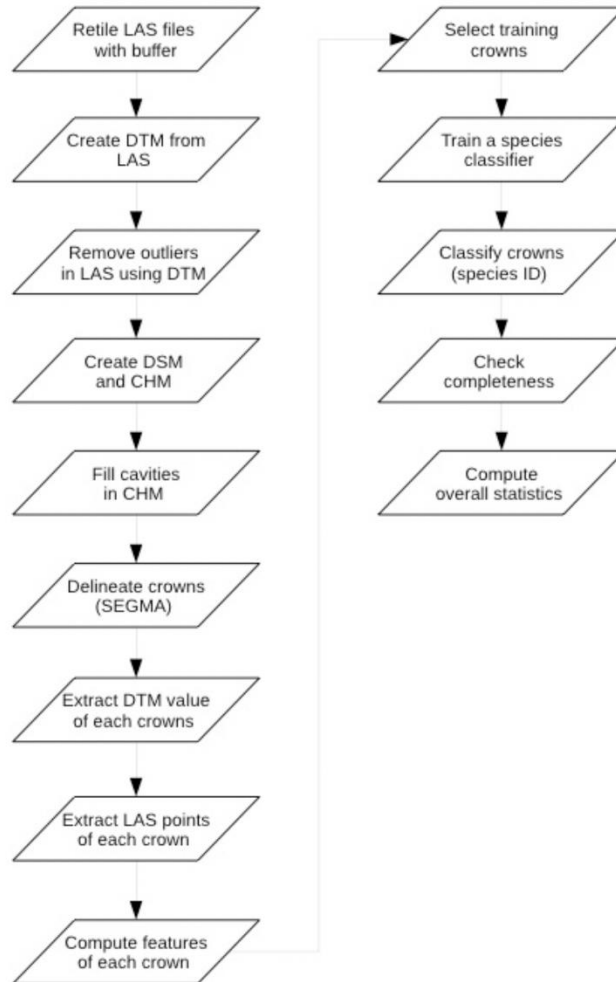 Retile LAS files
with buffer
Create DTM from
LAS
Remove outliers
in LAS using DTM
Create DSM
and CHM
Fill cavities
in CHM
Delineate crowns
(SEGMA)
Extract DTM value
of each crowns
Extract LAS points
of each crown
Compute features
of each crown
Select training
crowns
Train a species
classifier
Classify crowns
(species ID)
Check
completeness
Compute
overall statistics